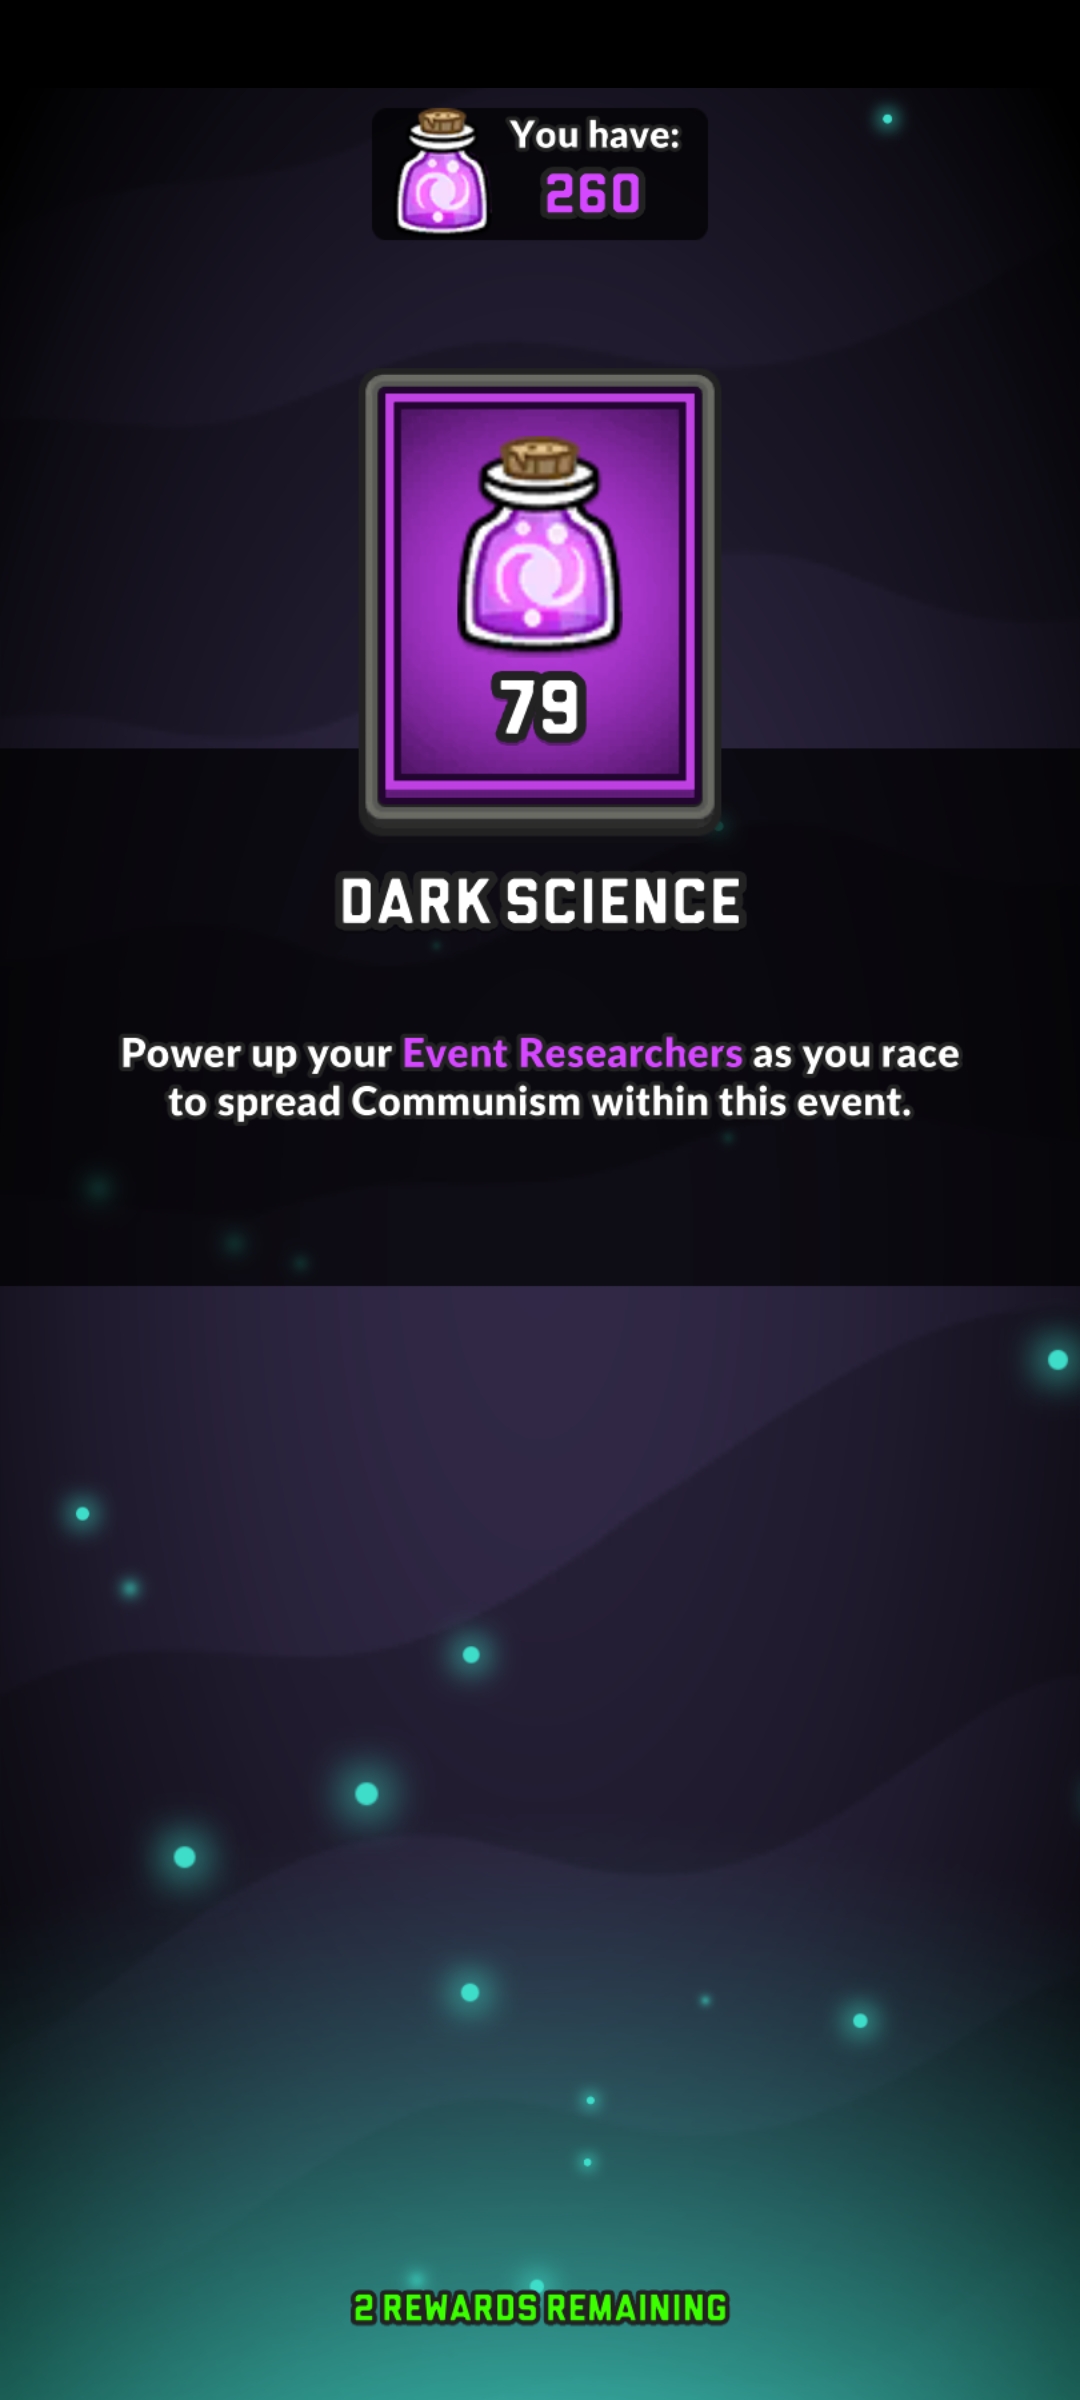 You have:
260
79
DARK SCIENCE
Power up your Event Researchers as you race
to spread Communism within this event.
2 REWARDS REMAINING